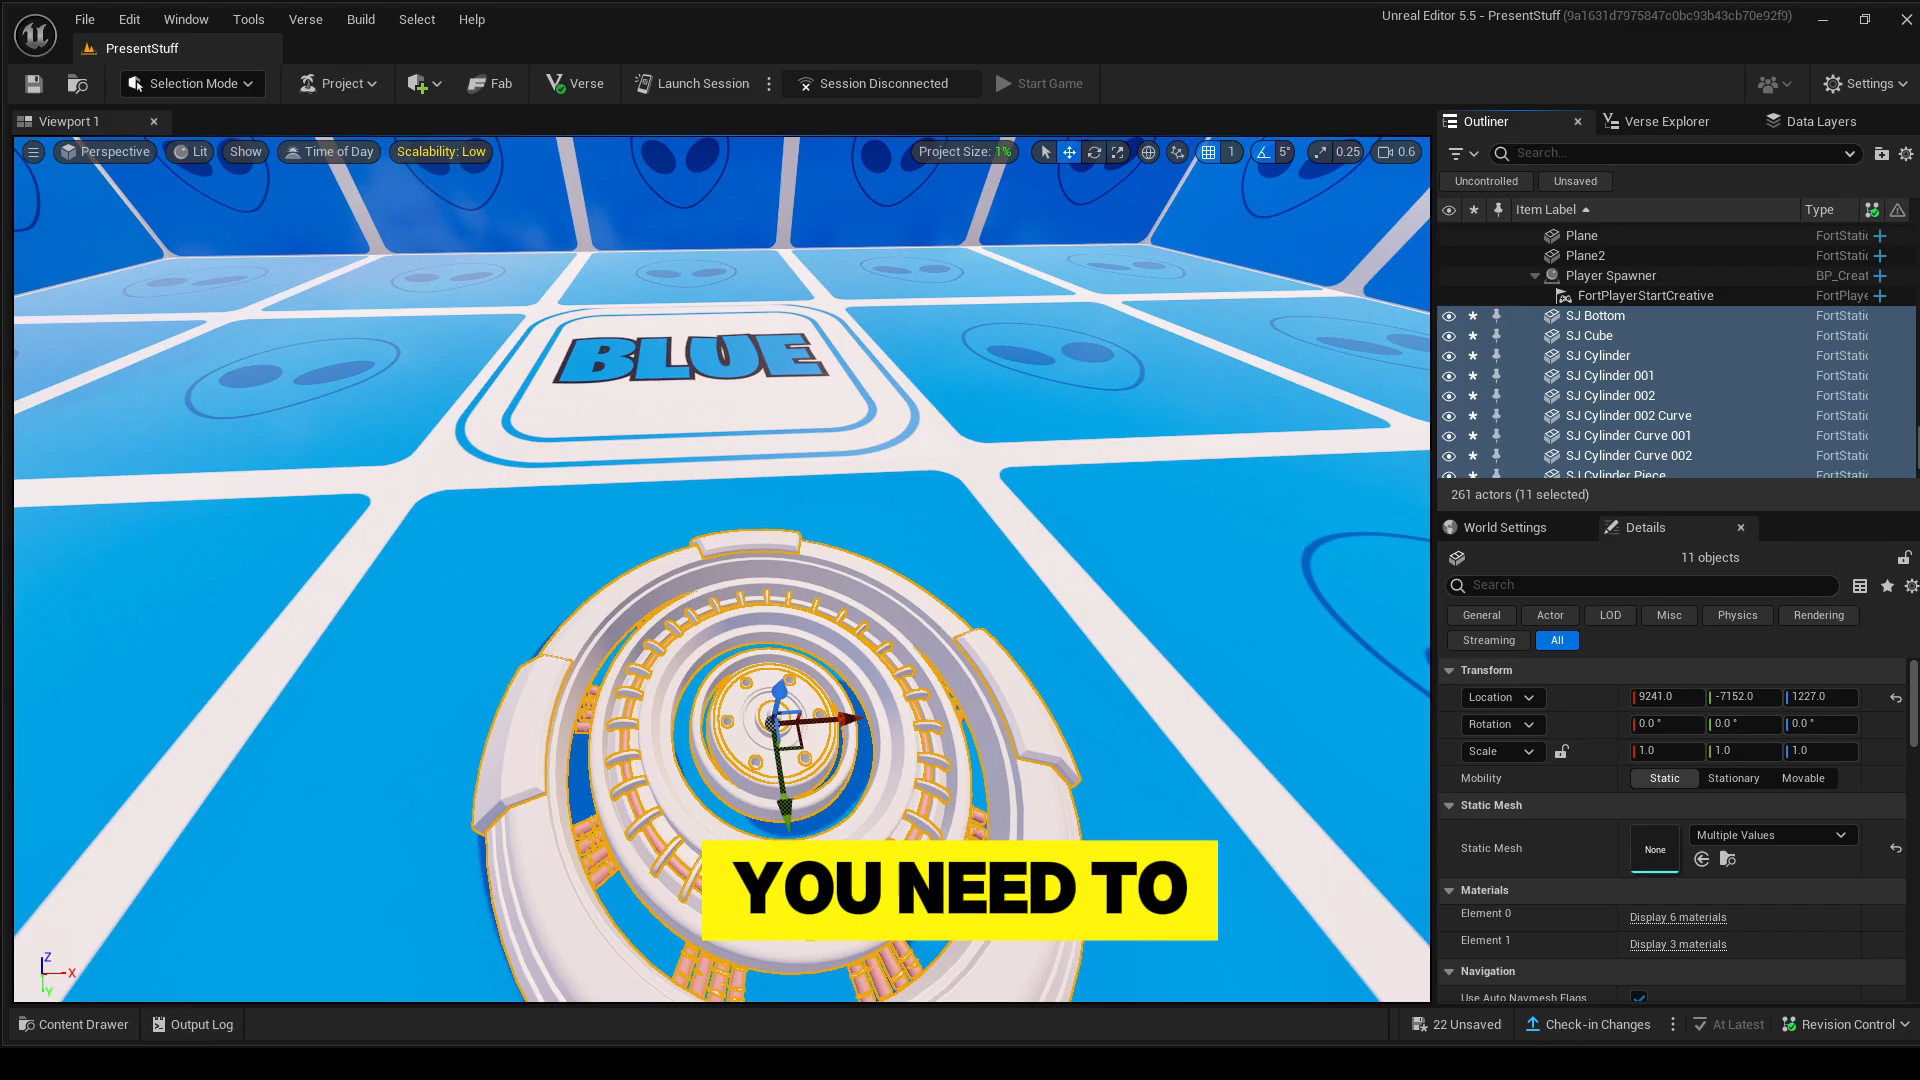 File Edit Window Tools Verse Build Select Help
Unreal Editor 5.5 - PresentStuff (9a1631d7975847c0bc93b43cb70e92f9)
PresentStuff
Selection Mode Project Fab Verse Launch Session Session Disconnected Start Game Settings
Viewport 1
Perspective Lit Show Time of Day Scalability: Low Project Size: 1% 1 5° 0.25 0.6
BLUE
YOU NEED TO
Z
X
Y
Outliner Verse Explorer Data Layers
Search...
Uncontrolled Unsaved
Item Label Type
Plane FortStatic
Plane2 FortStatic
Player Spawner BP_Creat
FortPlayerStartCreative FortPlaye
SJ Bottom FortStatic
SJ Cube FortStatic
SJ Cylinder FortStatic
SJ Cylinder 001 FortStatic
SJ Cylinder 002 FortStatic
SJ Cylinder 002 Curve FortStatic
SJ Cylinder Curve 001 FortStatic
SJ Cylinder Curve 002 FortStatic
SJ Cylinder Piece FortStatic
261 actors (11 selected)
World Settings Details
11 objects
Search
General Actor LOD Misc Physics Rendering
Streaming All
Transform
Location 9241.0 -7152.0 1227.0
Rotation 0.0 ° 0.0 ° 0.0 °
Scale 1.0 1.0 1.0
Mobility Static Stationary Movable
Static Mesh
Static Mesh None Multiple Values
Materials
Element 0 Display 6 materials
Element 1 Display 3 materials
Navigation
Use Auto Navmesh Flags
Content Drawer Output Log 22 Unsaved Check-in Changes At Latest Revision Control